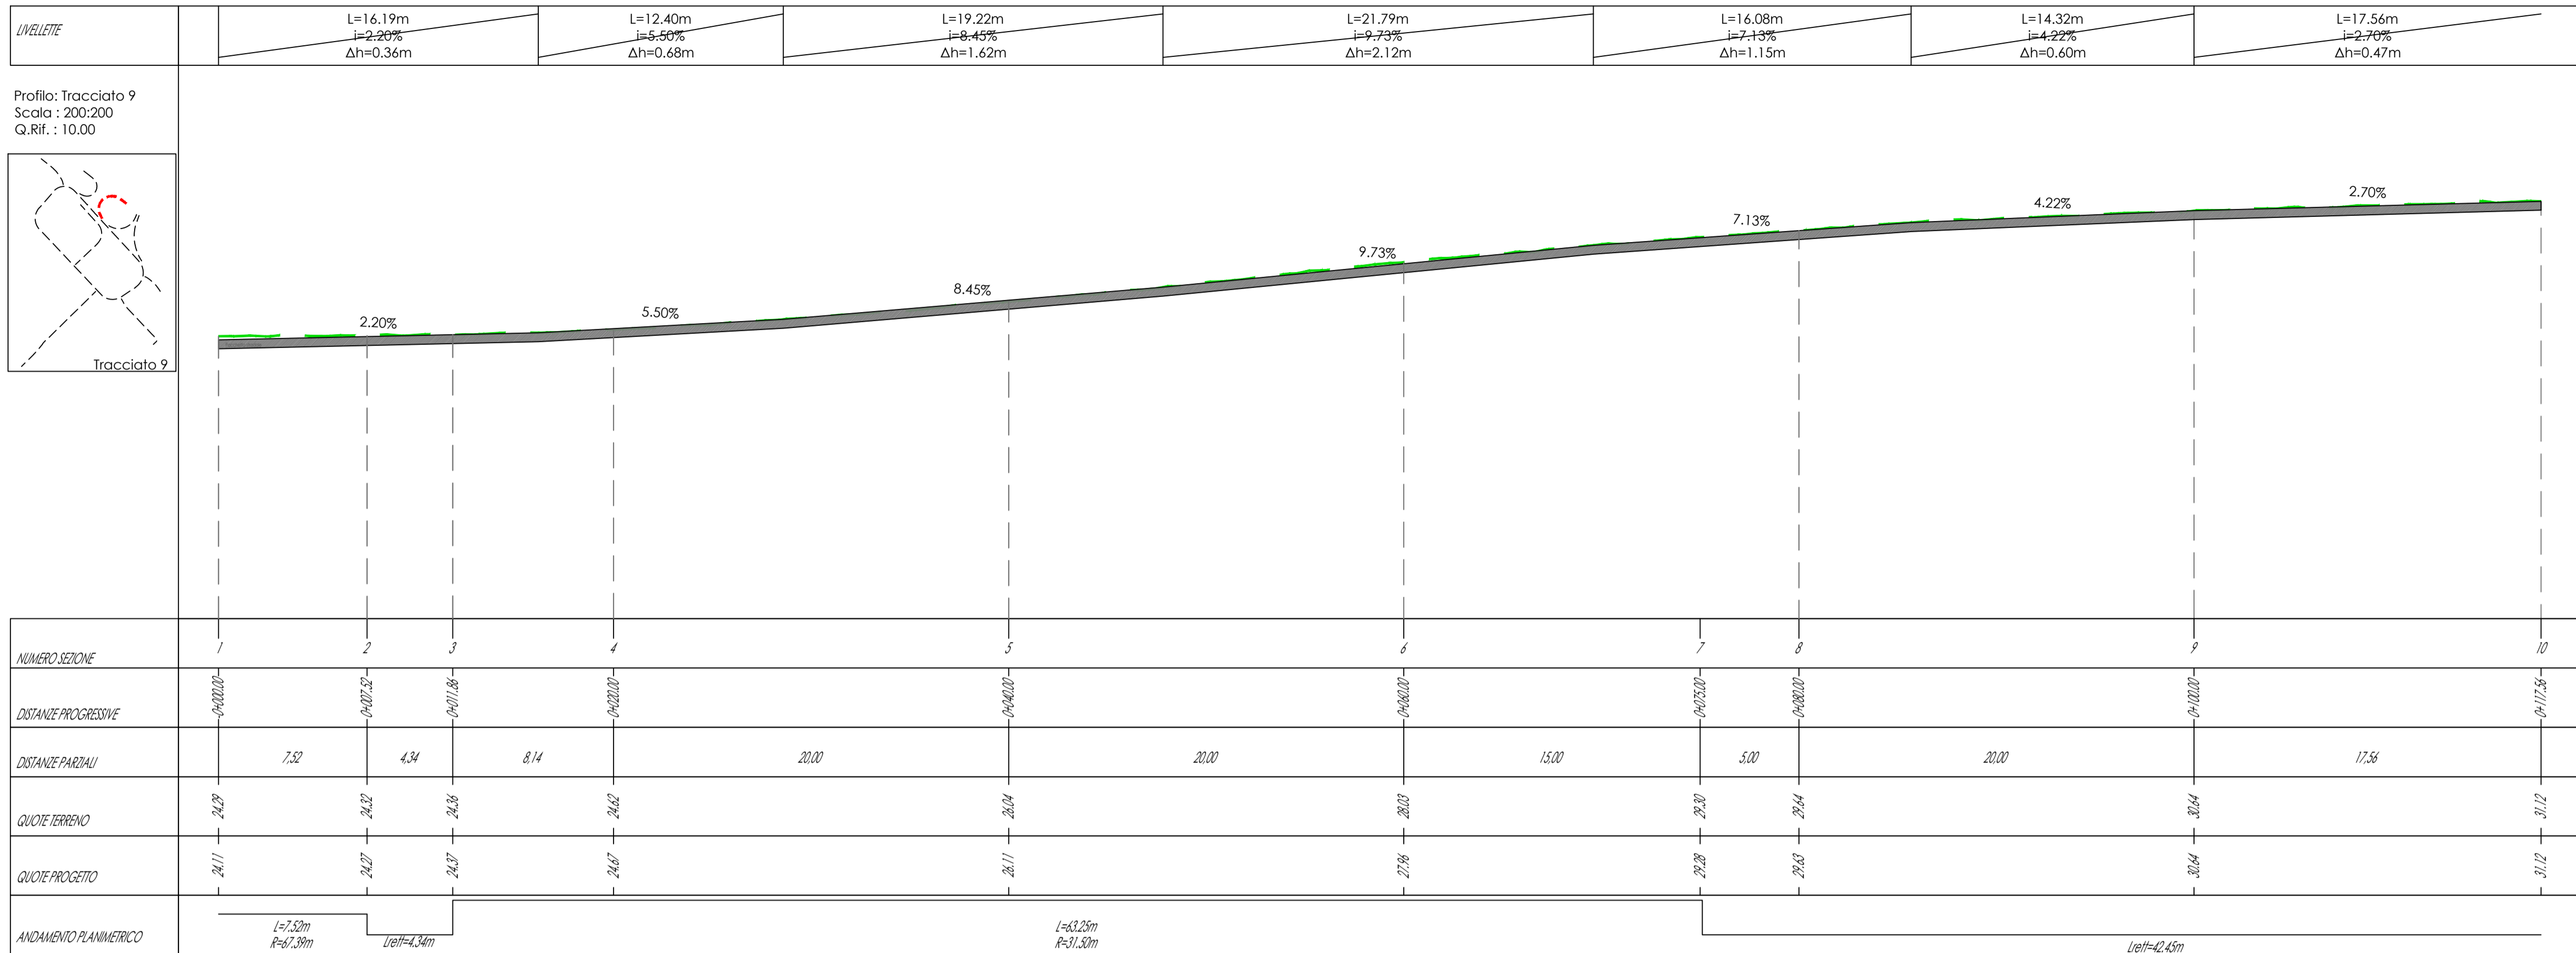 LIVELLETTE
L=16.19m
i=2.20%
Δh=0.36m
L=12.40m
i=5.50%
Δh=0.68m
L=19.22m
i=8.45%
Δh=1.62m
L=21.79m
i=9.73%
Δh=2.12m
L=16.08m
i=7.13%
Δh=1.15m
L=14.32m
i=4.22%
Δh=0.60m
L=17.56m
i=2.70%
Δh=0.47m
Profilo: Tracciato 9
Scala : 200:200
Q.Rif. : 10.00
Tracciato 9
2.20%
5.50%
8.45%
9.73%
7.13%
4.22%
2.70%
NUMERO SEZIONE
1 2 3 4 5 6 7 8 9 10
DISTANZE PROGRESSIVE
0+000.00 0+007.52 0+011.86 0+020.00 0+040.00 0+060.00 0+075.00 0+080.00 0+100.00 0+117.56
DISTANZE PARZIALI
7,52 4,34 8,14 20,00 20,00 15,00 5,00 20,00 17,56
QUOTE TERRENO
24.29 24.32 24.36 24.62 26.04 28.03 29.30 29.64 30.64 31.12
QUOTE PROGETTO
24.11 24.27 24.37 24.67 26.11 27.96 29.28 29.63 30.64 31.12
ANDAMENTO PLANIMETRICO
L=7.52m
R=67.39m
Lrett=4.34m
L=63.25m
R=31.50m
Lrett=42.45m